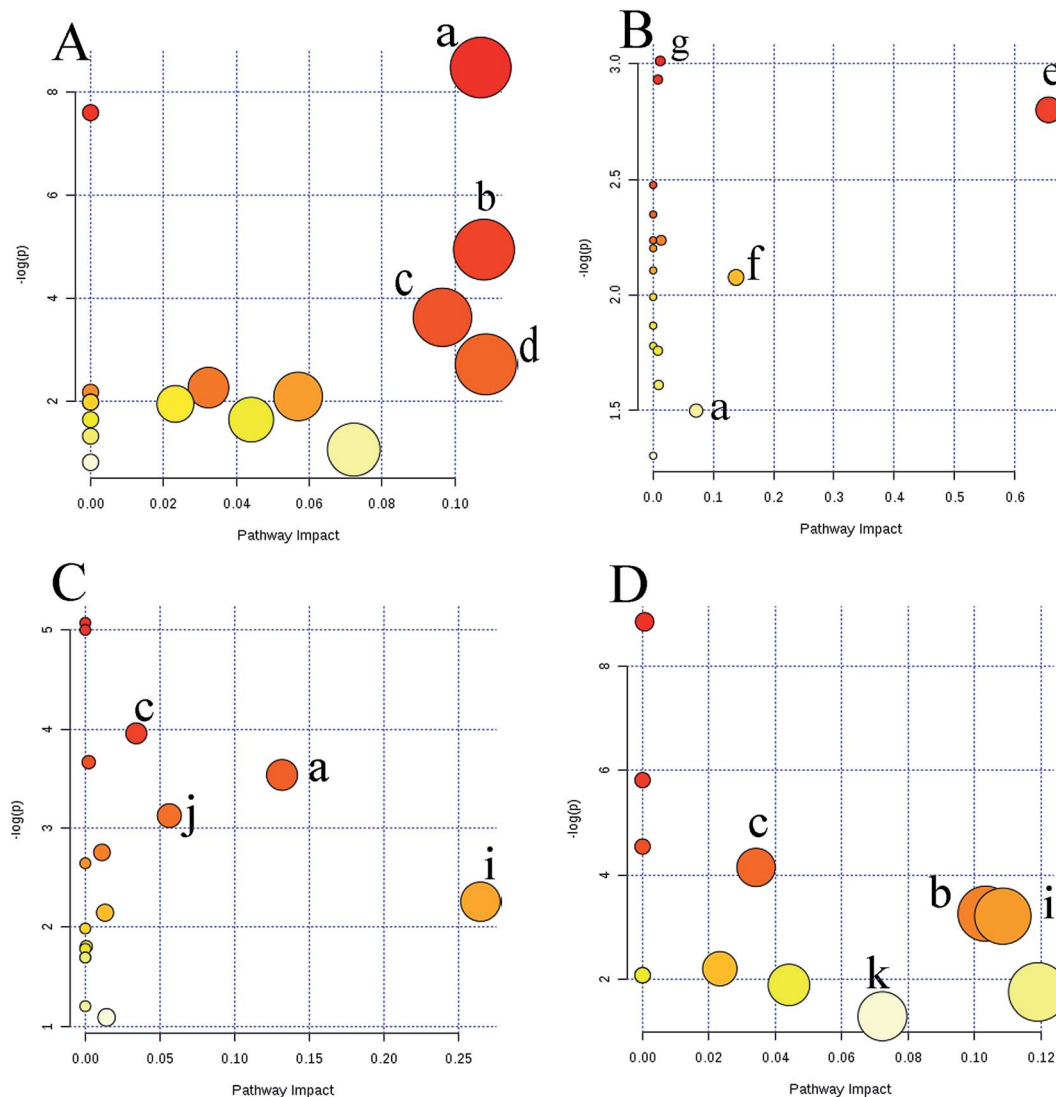 A
a
b
c
d
8
6
4
2
-log(p)
0.00 0.02 0.04 0.06 0.08 0.10
Pathway Impact
B
g
e
f
a
3.0
2.5
2.0
1.5
-log(p)
0.0 0.1 0.2 0.3 0.4 0.5 0.6
Pathway Impact
C
c
a
j
i
5
4
3
2
1
-log(p)
0.00 0.05 0.10 0.15 0.20 0.25
Pathway Impact
D
c
b
i
k
8
6
4
2
-log(p)
0.00 0.02 0.04 0.06 0.08 0.10 0.12
Pathway Impact